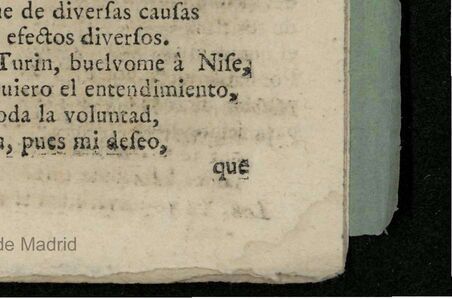 ue de diverſas cauſas
efectos diverſos.
Turin, buelvome à Niſe,
uiero el entendimiento,
oda la voluntad,
, pues mi deſeo,
que
de Madrid